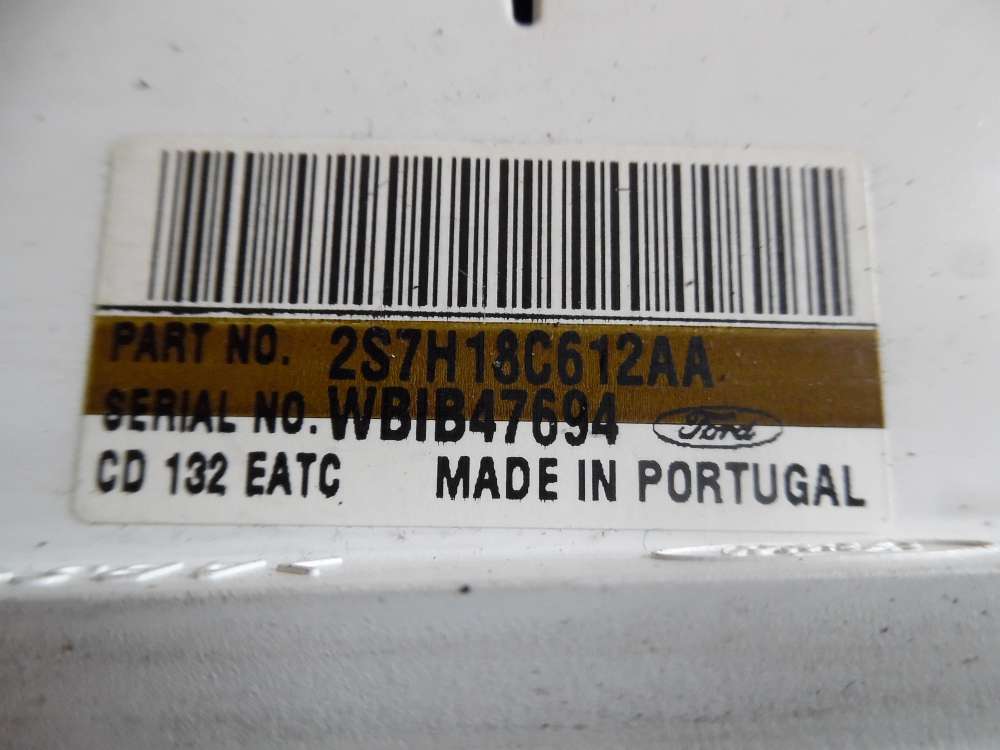 PART NO. 2S7H18C612AA
SERIAL NO. WBIB47694 Ford
CD 132 EATC MADE IN PORTUGAL